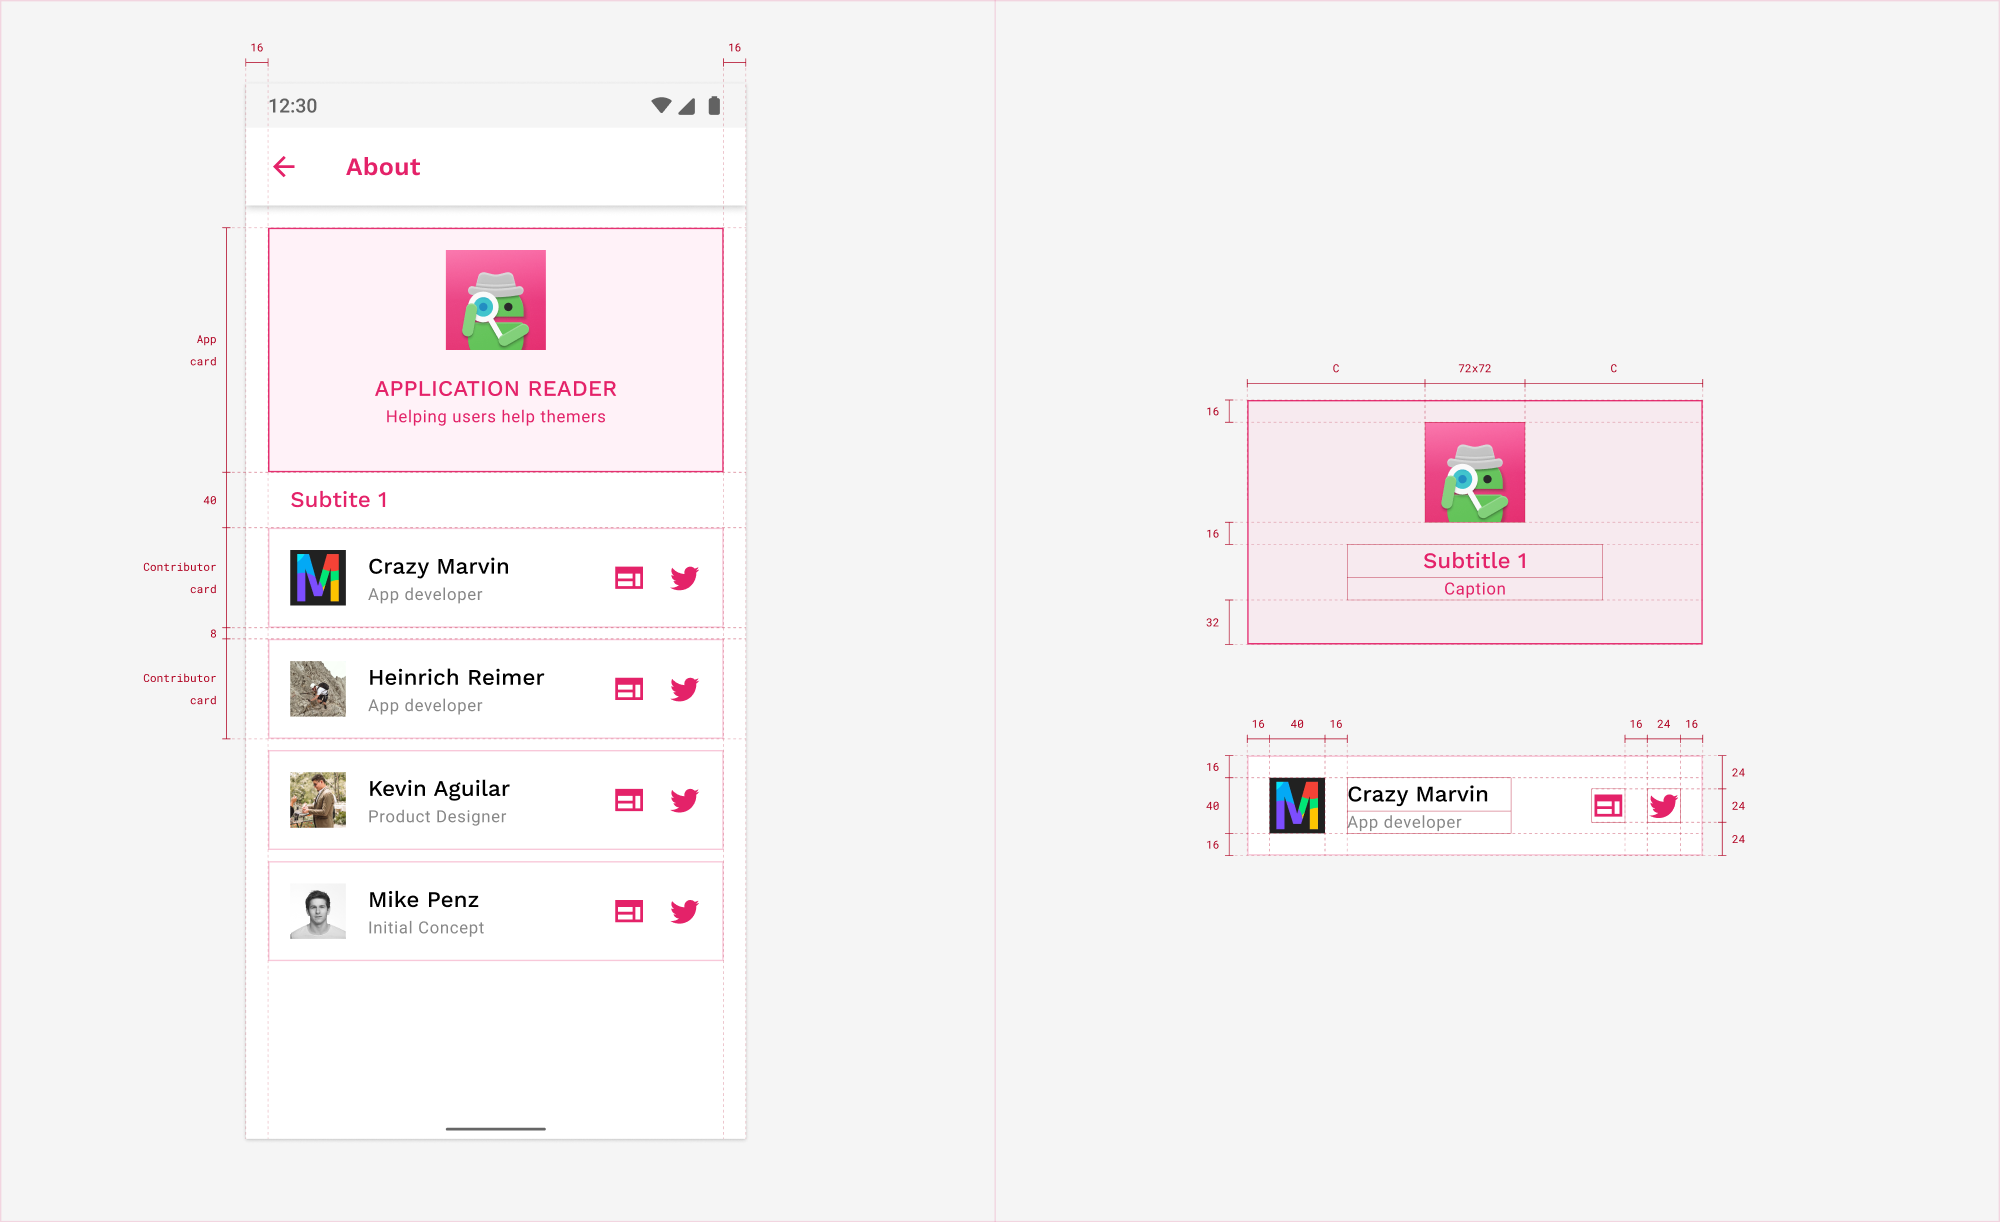 16
16
12:30
About
App
card
APPLICATION READER
Helping users help themers
40
Subtite 1
Contributor
card
Crazy Marvin
App developer
8
Contributor
card
Heinrich Reimer
App developer
Kevin Aguilar
Product Designer
Mike Penz
Initial Concept
C
72x72
C
16
16
Subtitle 1
Caption
32
16
40
16
16
24
16
16
40
16
Crazy Marvin
App developer
24
24
24